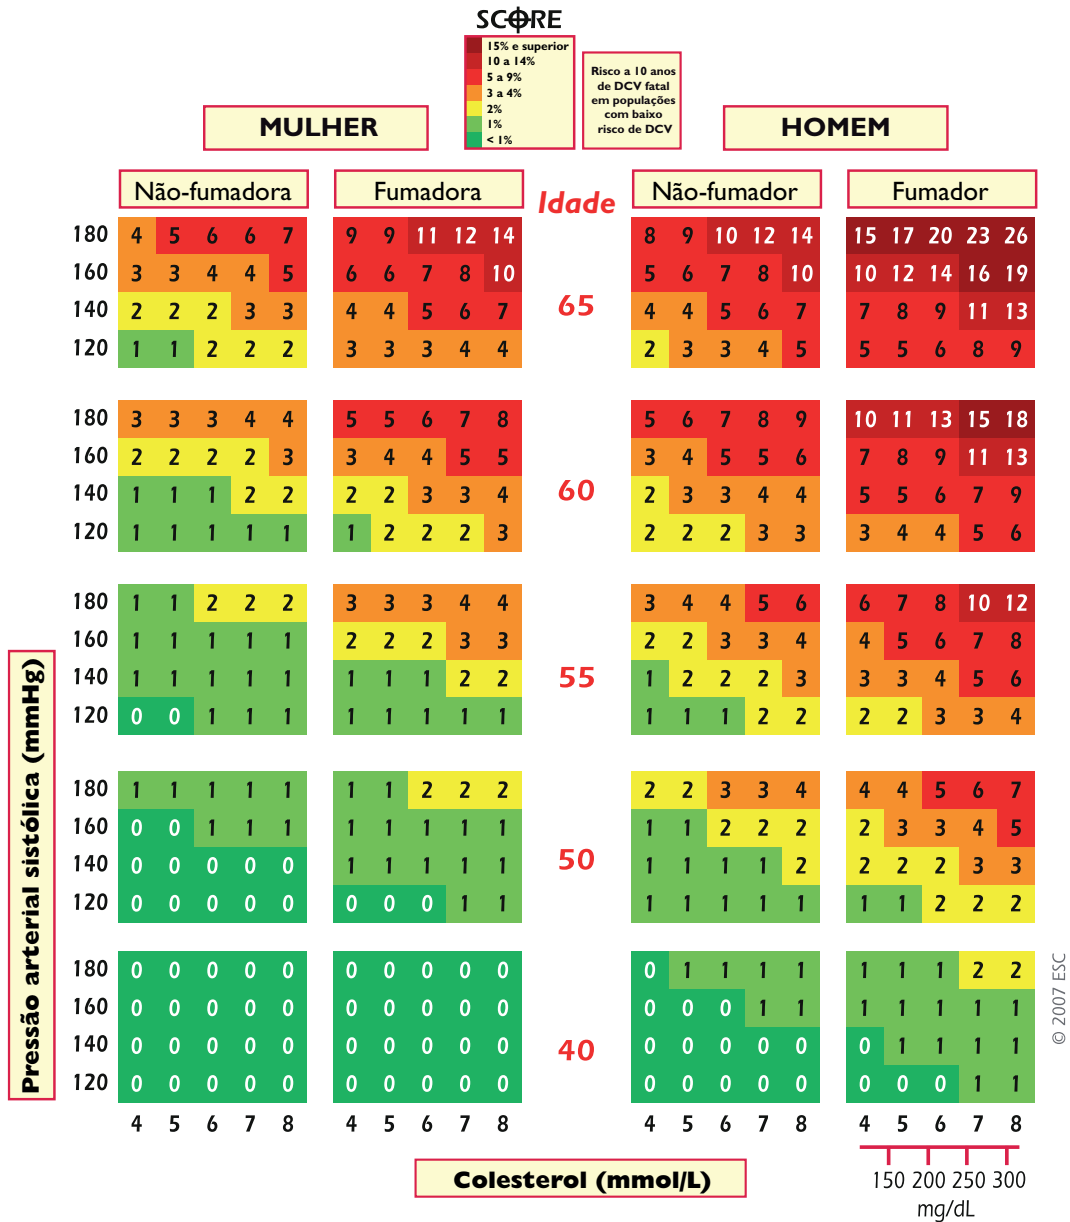 SCORE
15% e superior
10 a 14%
5 a 9%
3 a 4%
2%
1%
< 1%
Risco a 10 anos
de DCV fatal
em populações
com baixo
risco de DCV
MULHER
HOMEM
Não-fumadora
Fumadora
Idade
Não-fumador
Fumador
180 4 5 6 6 7 9 9 11 12 14 8 9 10 12 14 15 17 20 23 26
160 3 3 4 4 5 6 6 7 8 10 5 6 7 8 10 10 12 14 16 19
65
140 2 2 2 3 3 4 4 5 6 7 4 4 5 6 7 7 8 9 11 13
120 1 1 2 2 2 3 3 3 4 4 2 3 3 4 5 5 5 6 8 9
180 3 3 3 4 4 5 5 6 7 8 5 6 7 8 9 10 11 13 15 18
160 2 2 2 2 3 3 4 4 5 5 3 4 5 5 6 7 8 9 11 13
60
140 1 1 1 2 2 2 2 3 3 4 2 3 3 4 4 5 5 6 7 9
120 1 1 1 1 1 1 2 2 2 3 2 2 2 3 3 3 4 4 5 6
180 1 1 2 2 2 3 3 3 4 4 3 4 4 5 6 6 7 8 10 12
160 1 1 1 1 1 2 2 2 3 3 2 2 3 3 4 4 5 6 7 8
55
140 1 1 1 1 1 1 1 1 2 2 1 2 2 2 3 3 3 4 5 6
120 0 0 1 1 1 1 1 1 1 1 1 1 1 2 2 2 2 3 3 4
180 1 1 1 1 1 1 1 2 2 2 2 2 3 3 4 4 4 5 6 7
160 0 0 1 1 1 1 1 1 1 1 1 1 2 2 2 2 3 3 4 5
50
140 0 0 0 0 0 1 1 1 1 1 1 1 1 1 2 2 2 2 3 3
120 0 0 0 0 0 0 0 0 1 1 1 1 1 1 1 1 1 2 2 2
180 0 0 0 0 0 0 0 0 0 0 0 1 1 1 1 1 1 1 2 2
160 0 0 0 0 0 0 0 0 0 0 0 0 0 1 1 1 1 1 1 1
40
140 0 0 0 0 0 0 0 0 0 0 0 0 0 0 0 0 1 1 1 1
120 0 0 0 0 0 0 0 0 0 0 0 0 0 0 0 0 0 0 1 1
4 5 6 7 8 4 5 6 7 8 4 5 6 7 8 4 5 6 7 8
Pressão arterial sistólica (mmHg)
Colesterol (mmol/L)
150 200 250 300
mg/dL
© 2007 ESC